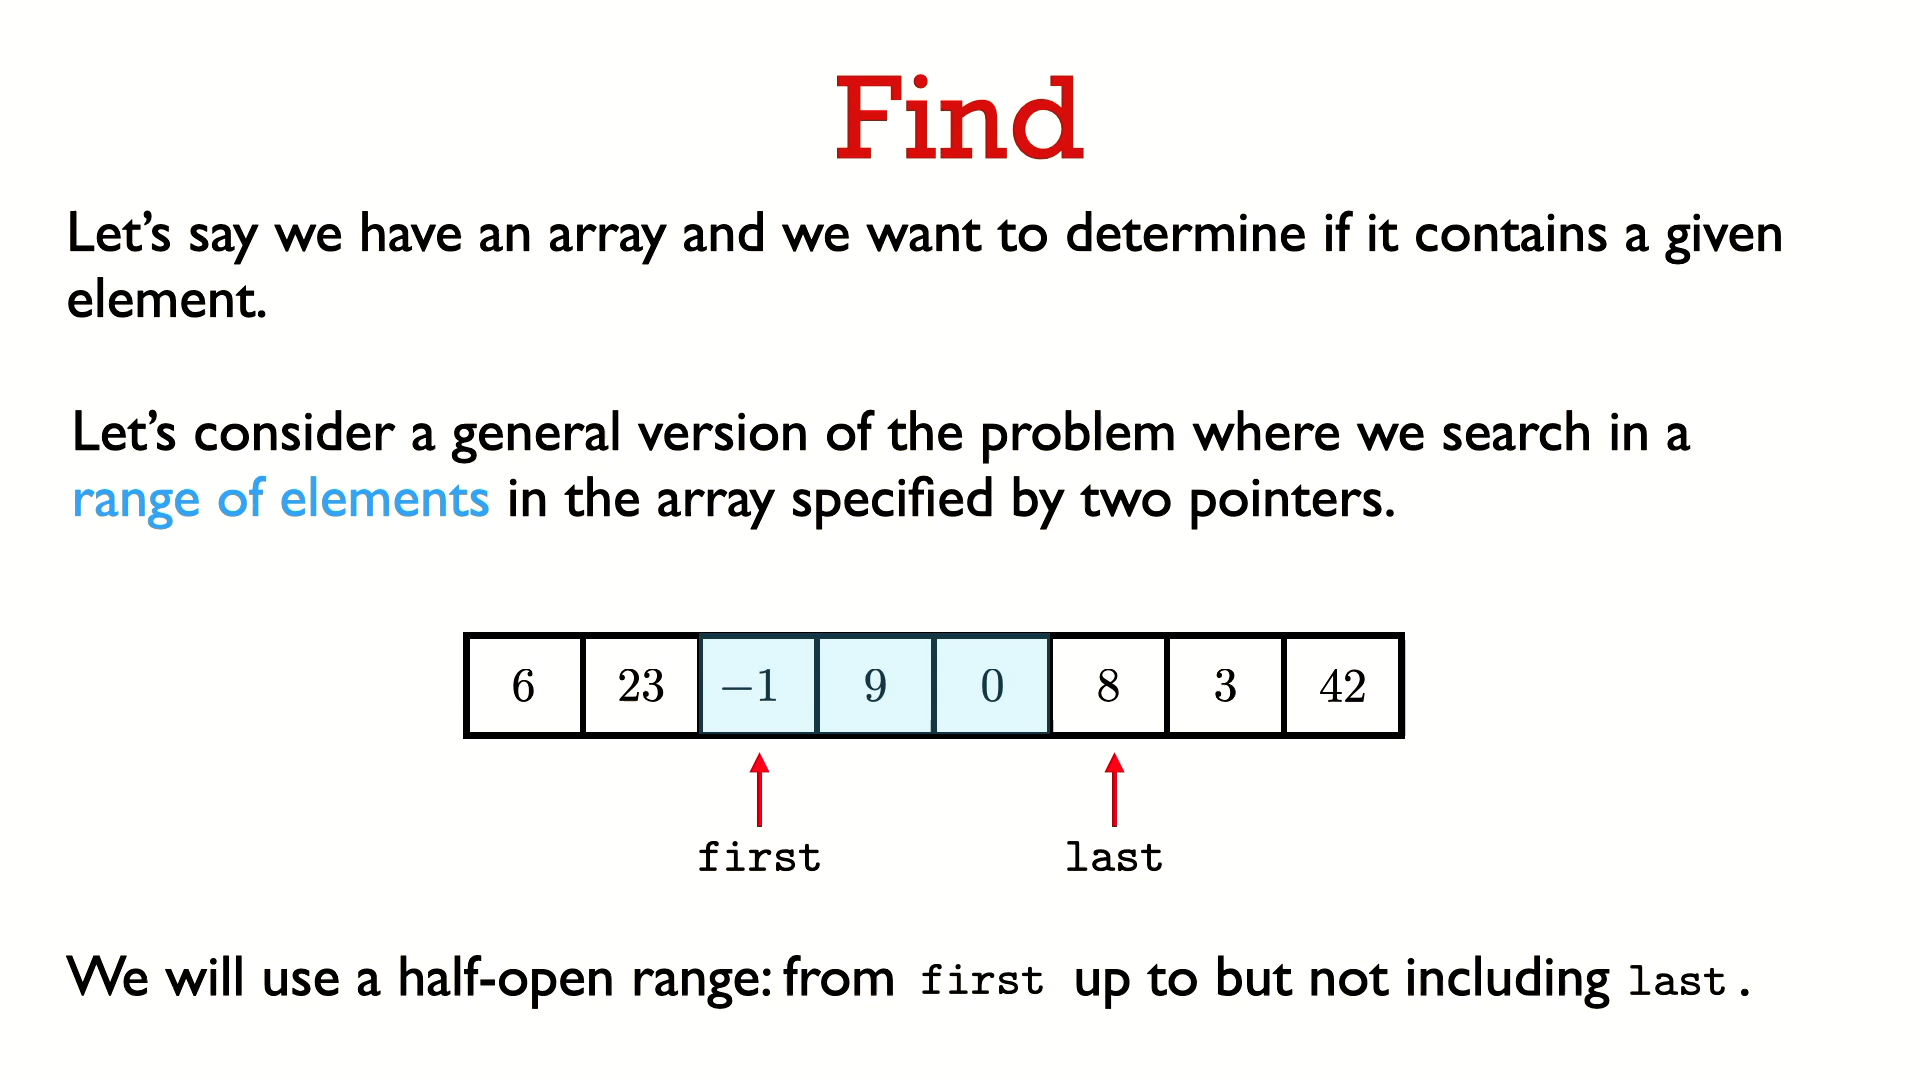 Find
Let’s say we have an array and we want to determine if it contains a given
element.
Let’s consider a general version of the problem where we search in a
range of elements in the array specified by two pointers.
6 23 −1 9 0 8 3 42
first last
We will use a half-open range: from first up to but not including last.